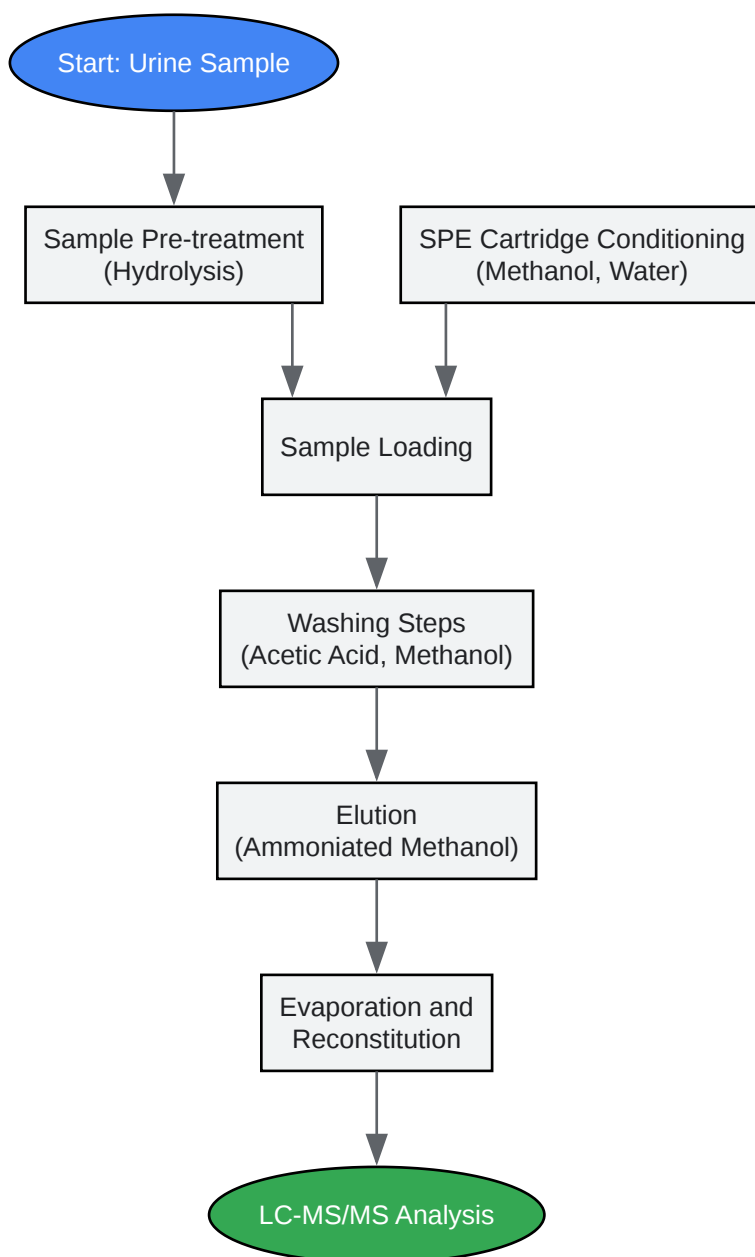 Start: Urine Sample
Sample Pre-treatment
(Hydrolysis)
SPE Cartridge Conditioning
(Methanol, Water)
Sample Loading
Washing Steps
(Acetic Acid, Methanol)
Elution
(Ammoniated Methanol)
Evaporation and
Reconstitution
LC-MS/MS Analysis